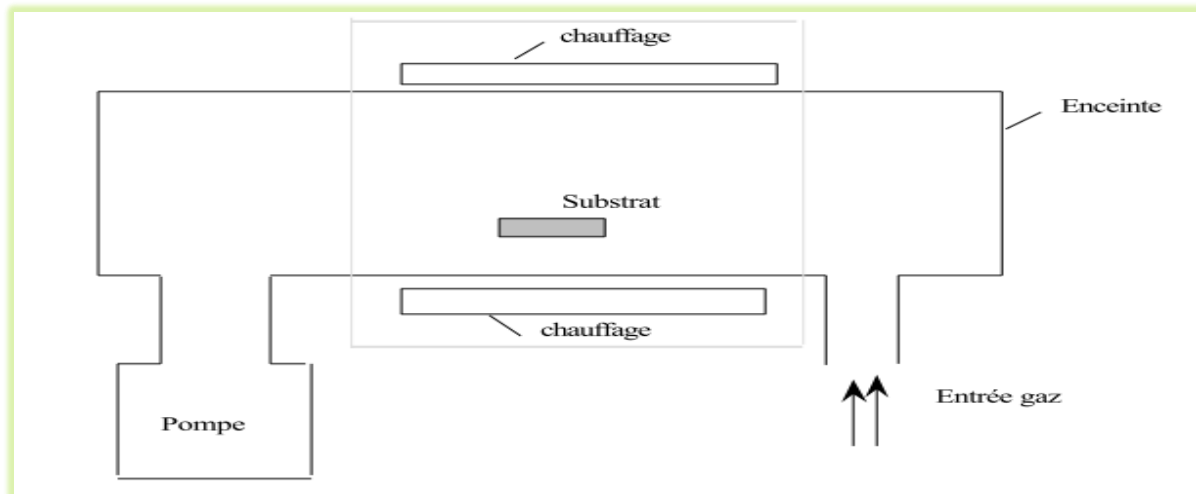 chauffage
Enceinte
Substrat
chauffage
Entrée gaz
Pompe